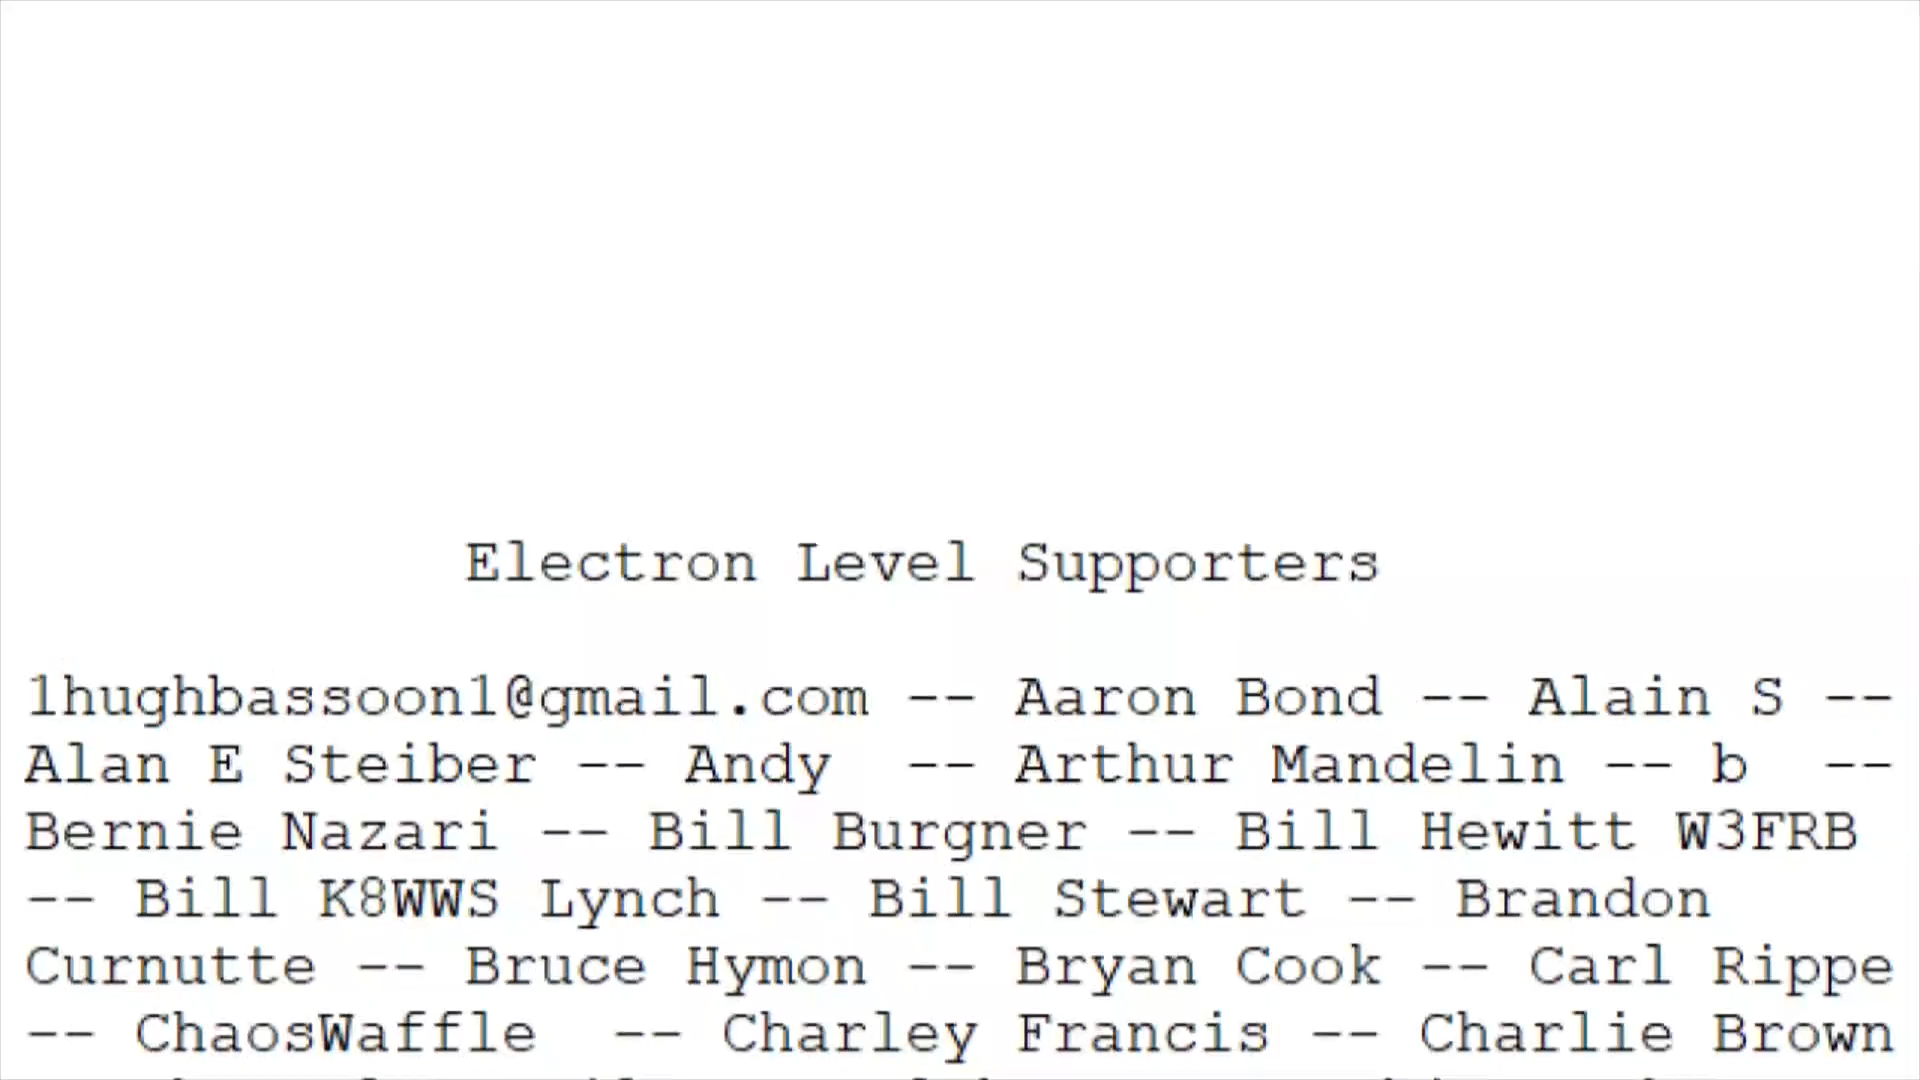 Electron Level Supporters
1hughbassoon1@gmail.com -- Aaron Bond -- Alain S --
Alan E Steiber -- Andy  -- Arthur Mandelin -- b  --
Bernie Nazari -- Bill Burgner -- Bill Hewitt W3FRB
-- Bill K8WWS Lynch -- Bill Stewart -- Brandon
Curnutte -- Bruce Hymon -- Bryan Cook -- Carl Rippe
-- ChaosWaffle  -- Charley Francis -- Charlie Brown